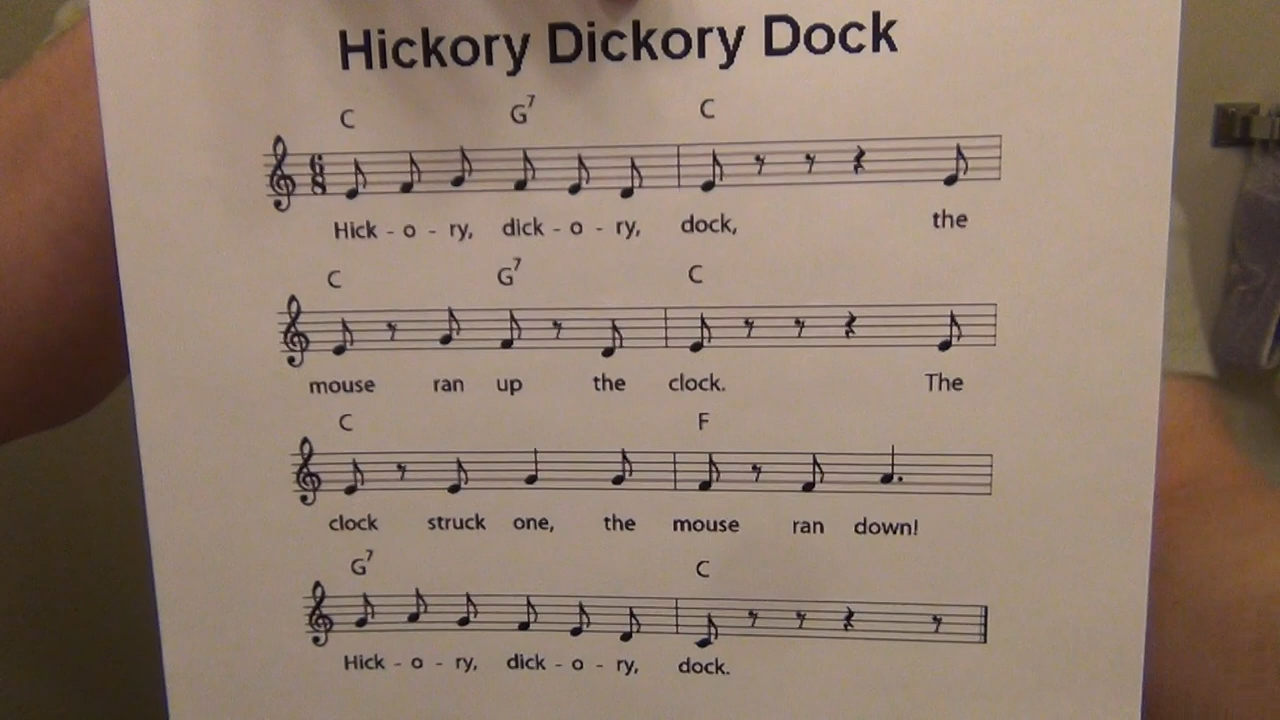 Hickory Dickory Dock
C G7 C
6
8
Hick - o - ry, dick - o - ry, dock, the
C G7 C
mouse ran up the clock. The
C F
clock struck one, the mouse ran down!
G7 C
Hick - o - ry, dick - o - ry, dock.